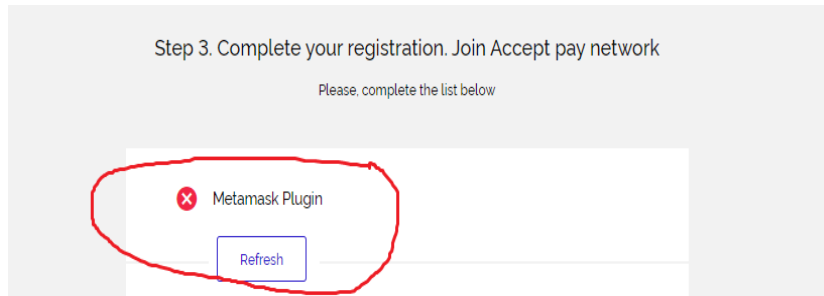 Step 3. Complete your registration. Join Accept pay network
Please, complete the list below
Metamask Plugin
Refresh